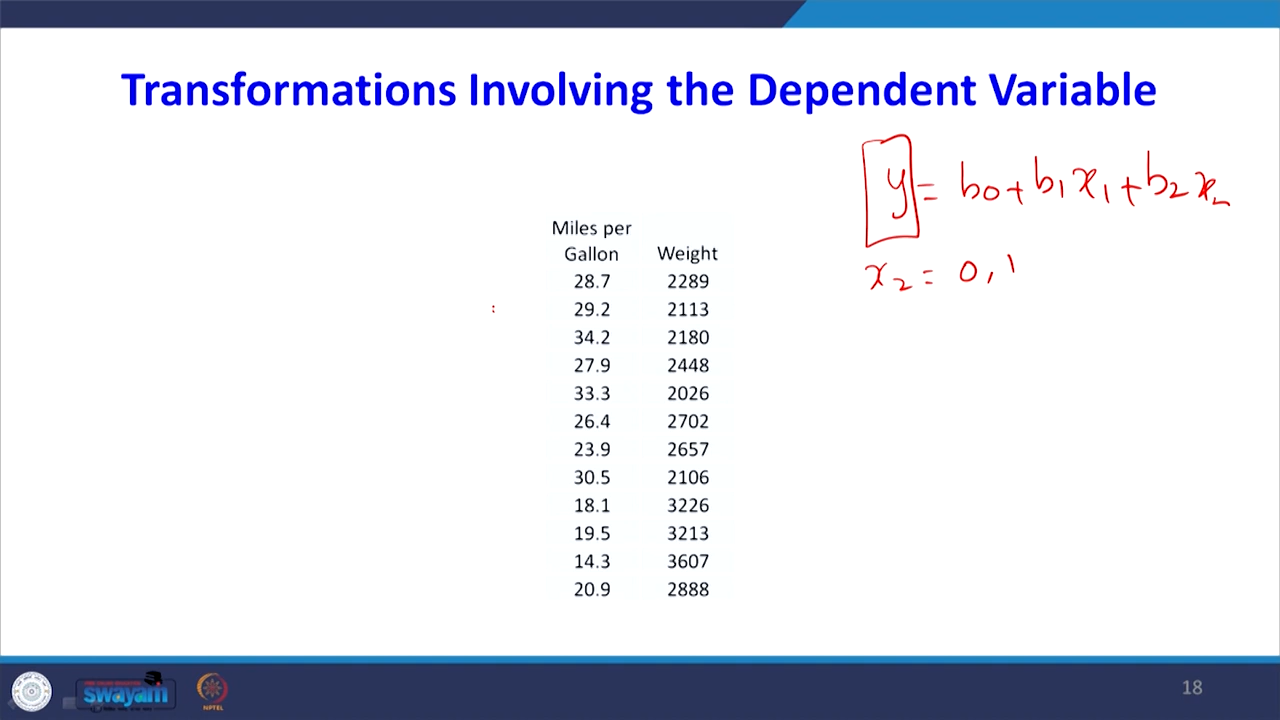 Transformations Involving the Dependent Variable
y = b0 + b1x1 + b2x2
x2 = 0, 1
Miles per
Gallon Weight
28.7 2289
29.2 2113
34.2 2180
27.9 2448
33.3 2026
26.4 2702
23.9 2657
30.5 2106
18.1 3226
19.5 3213
14.3 3607
20.9 2888
swayam
NPTEL
18